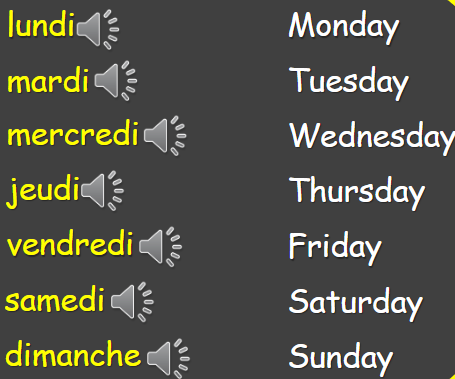 lundi Monday
mardi Tuesday
mercredi Wednesday
jeudi Thursday
vendredi Friday
samedi Saturday
dimanche Sunday